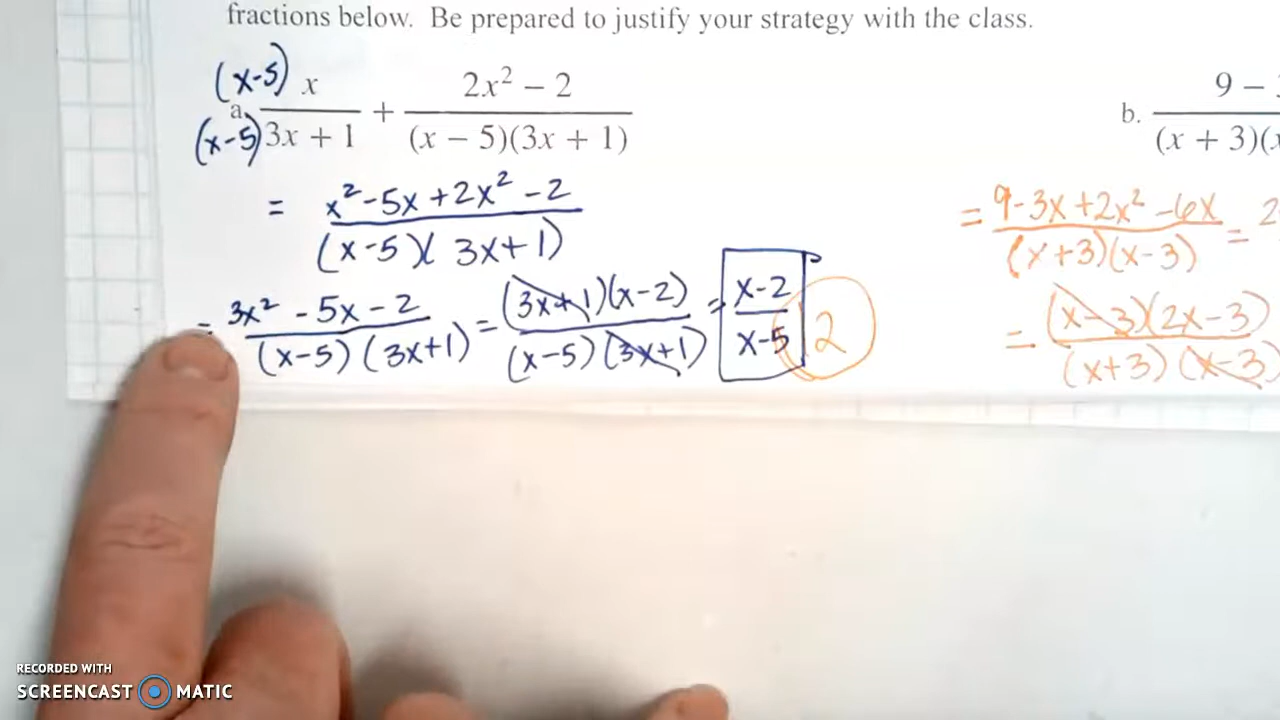 fractions below. Be prepared to justify your strategy with the class.
(x-5) x / (x-5) 3x + 1 + 2x² − 2 / (x − 5)(3x + 1)
a.
= x² -5x +2x² -2 / (x-5)(3x+1)
= 3x² -5x -2 / (x-5)(3x+1) = (3x+1)(x-2) / (x-5)(3x+1) = x-2 / x-5
2
b. 9 − / (x + 3)(x
= 9-3x+2x²-6x / (x+3)(x-3) = 2
= (x-3)(2x-3) / (x+3)(x-3)
RECORDED WITH
SCREENCAST MATIC